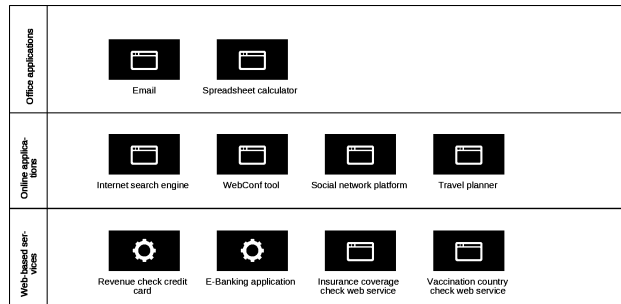 Office applications
Email
Spreadsheet calculator
Online applica-
tions
Internet search engine
WebConf tool
Social network platform
Travel planner
Web-based ser-
vices
Revenue check credit
card
E-Banking application
Insurance coverage
check web service
Vaccination country
check web service